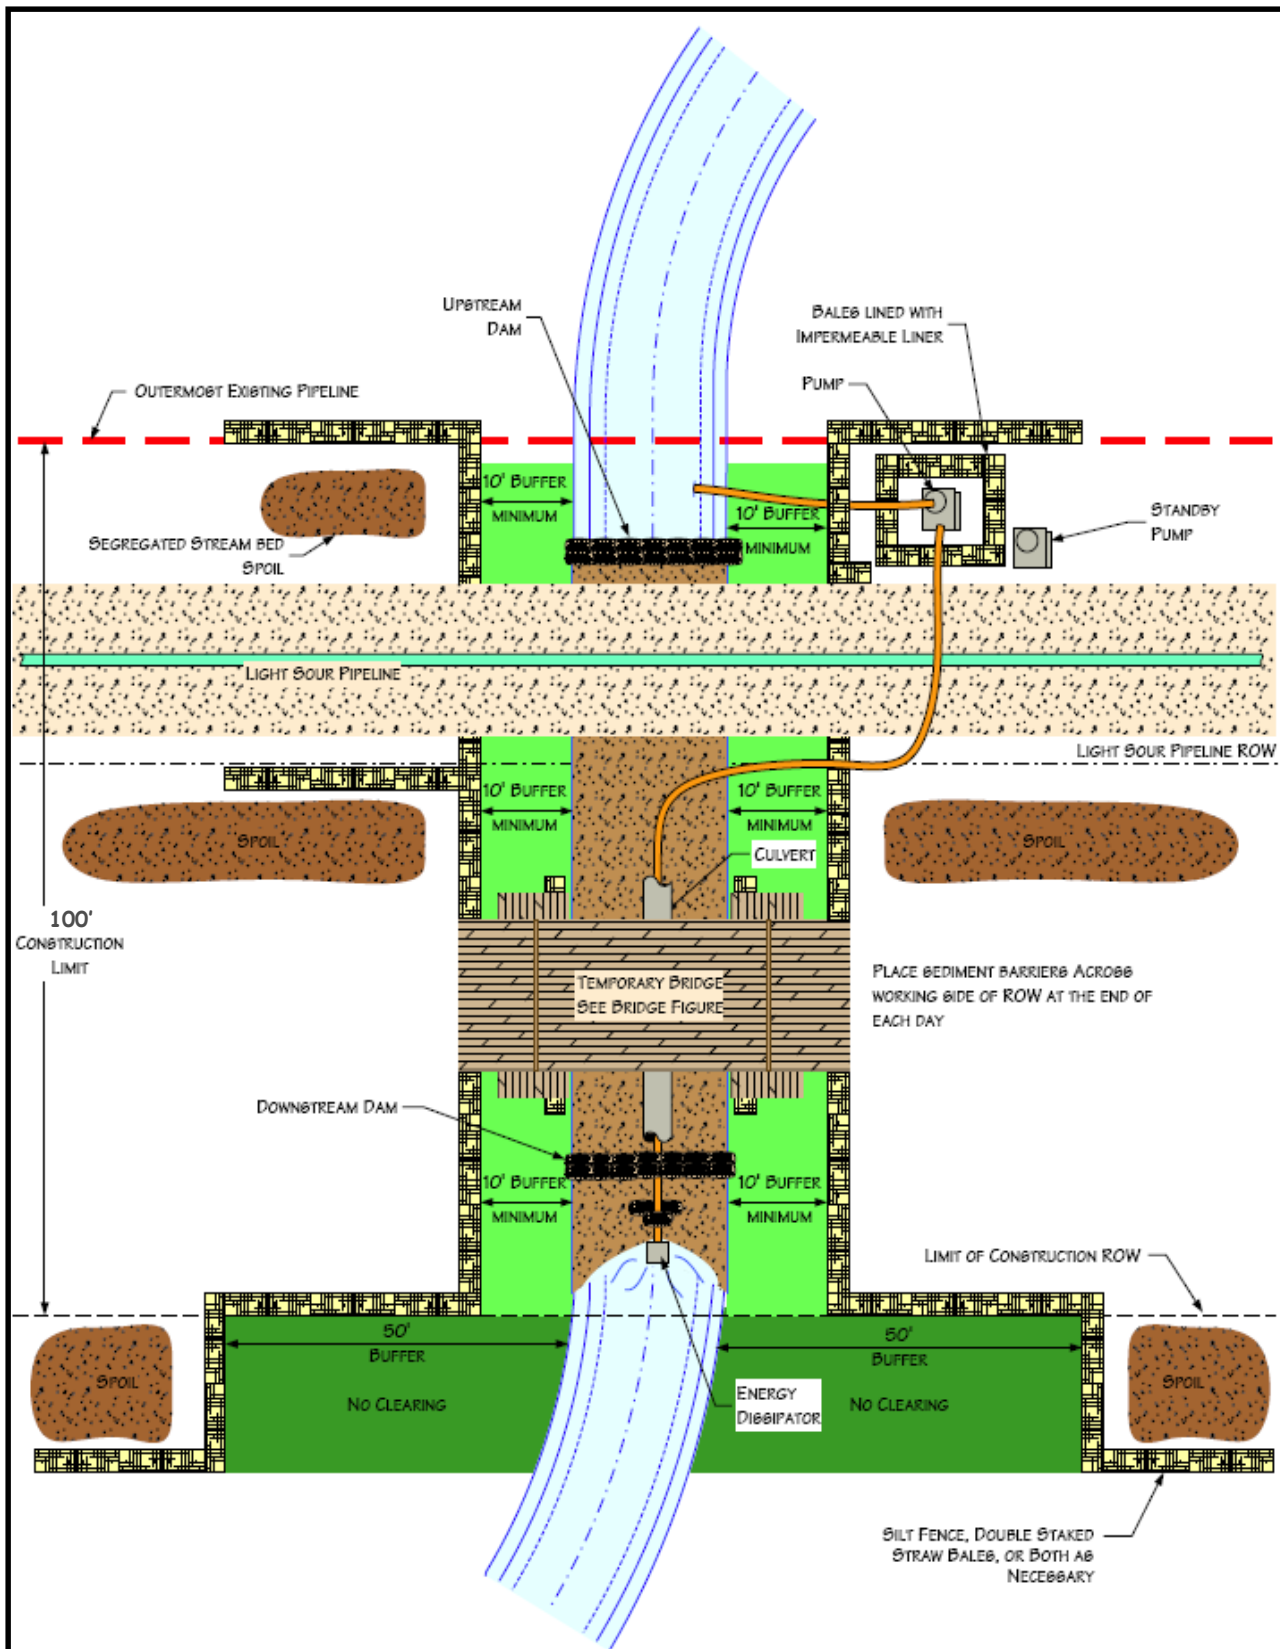 Upstream
Dam
Bales lined with
Impermeable Liner
Pump
Outermost Existing Pipeline
10' Buffer
minimum
10' Buffer
minimum
Standby
Pump
Segregated Stream bed
Spoil
Light Sour Pipeline
Light Sour Pipeline ROW
10' Buffer
minimum
10' Buffer
minimum
Spoil
Spoil
Culvert
100'
Construction
Limit
Temporary Bridge
See Bridge Figure
Place sediment barriers Across
working side of ROW at the end of
each day
Downstream Dam
10' Buffer
minimum
10' Buffer
minimum
Limit of Construction ROW
50'
Buffer
50'
Buffer
Spoil
No Clearing
Energy
Dissipator
No Clearing
Spoil
Silt Fence, Double Staked
Straw Bales, or Both as
Necessary